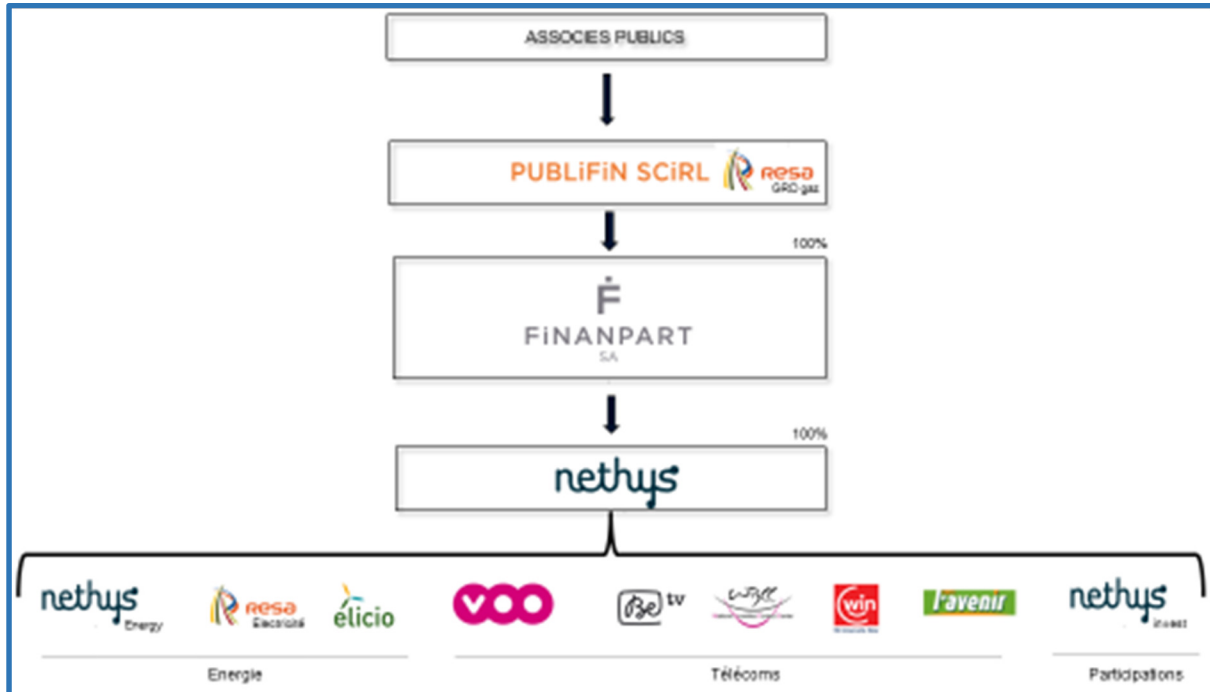 ASSOCIES PUBLICS
PUBLiFiN SCiRL
Resa
GRD gaz
100%
FiNANPART
SA
100%
nethys
nethys
Energy
Resa
Electricité
élicio
VOO
Be tv
win
l'avenir
nethys
invest
Energie
Télécoms
Participations